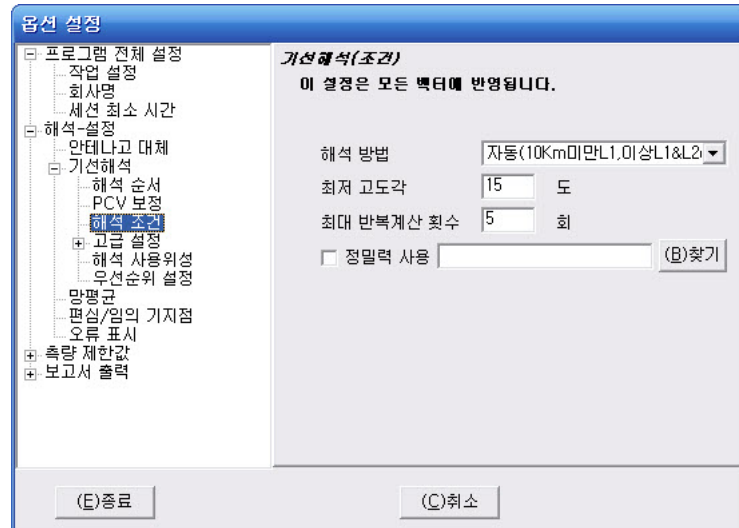 옵션 설정
프로그램 전체 설정
작업 설정
회사명
세션 최소 시간
해석-설정
안테나고 대체
기선해석
해석 순서
PCV 보정
해석 조건
고급 설정
해석 사용위성
우선순위 설정
망평균
편심/임의 기지점
오류 표시
측량 제한값
보고서 출력
기선해석(조건)
이 설정은 모든 벡터에 반영됩니다.
해석 방법 자동(10Km미만L1,이상L1&L2(
최저 고도각 15 도
최대 반복계산 횟수 5 회
정밀력 사용 (B)찾기
(E)종료 (C)취소